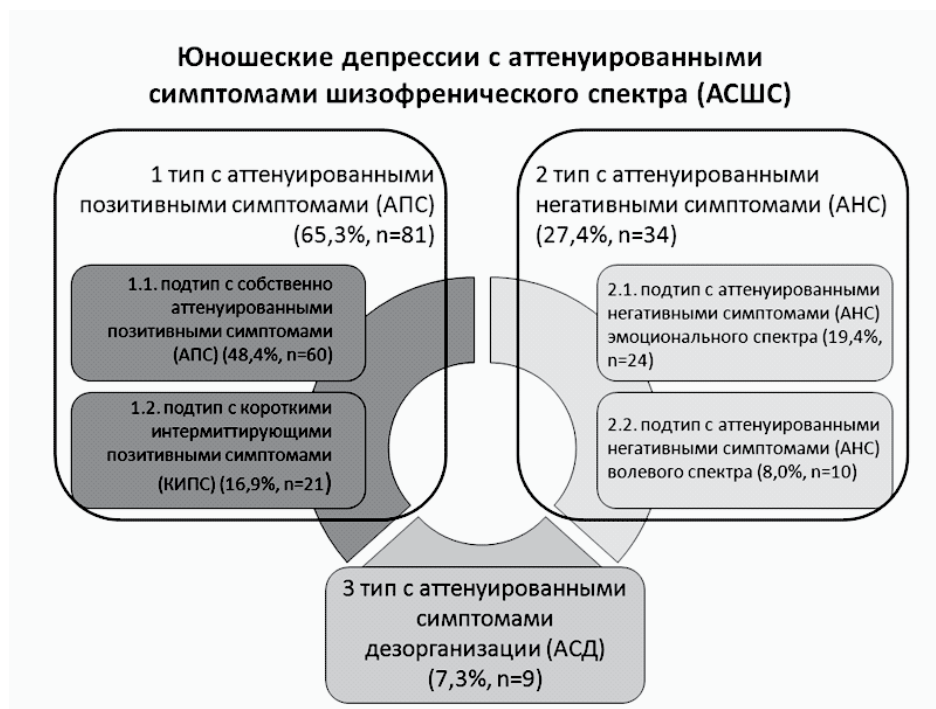 Юношеские депрессии с аттенуированными
симптомами шизофренического спектра (АСШС)
1 тип с аттенуированными
позитивными симптомами (АПС)
(65,3%, n=81)
1.1. подтип с собственно
аттенуированными
позитивными симптомами
(АПС) (48,4%, n=60)
1.2. подтип с короткими
интермиттирующими
позитивными симптомами
(КИПС) (16,9%, n=21)
2 тип с аттенуированными
негативными симптомами (АНС)
(27,4%, n=34)
2.1. подтип с аттенуированными
негативными симптомами (АНС)
эмоционального спектра (19,4%,
n=24)
2.2. подтип с аттенуированными
негативными симптомами (АНС)
волевого спектра (8,0%, n=10)
3 тип с аттенуированными
симптомами
дезорганизации (АСД)
(7,3%, n=9)